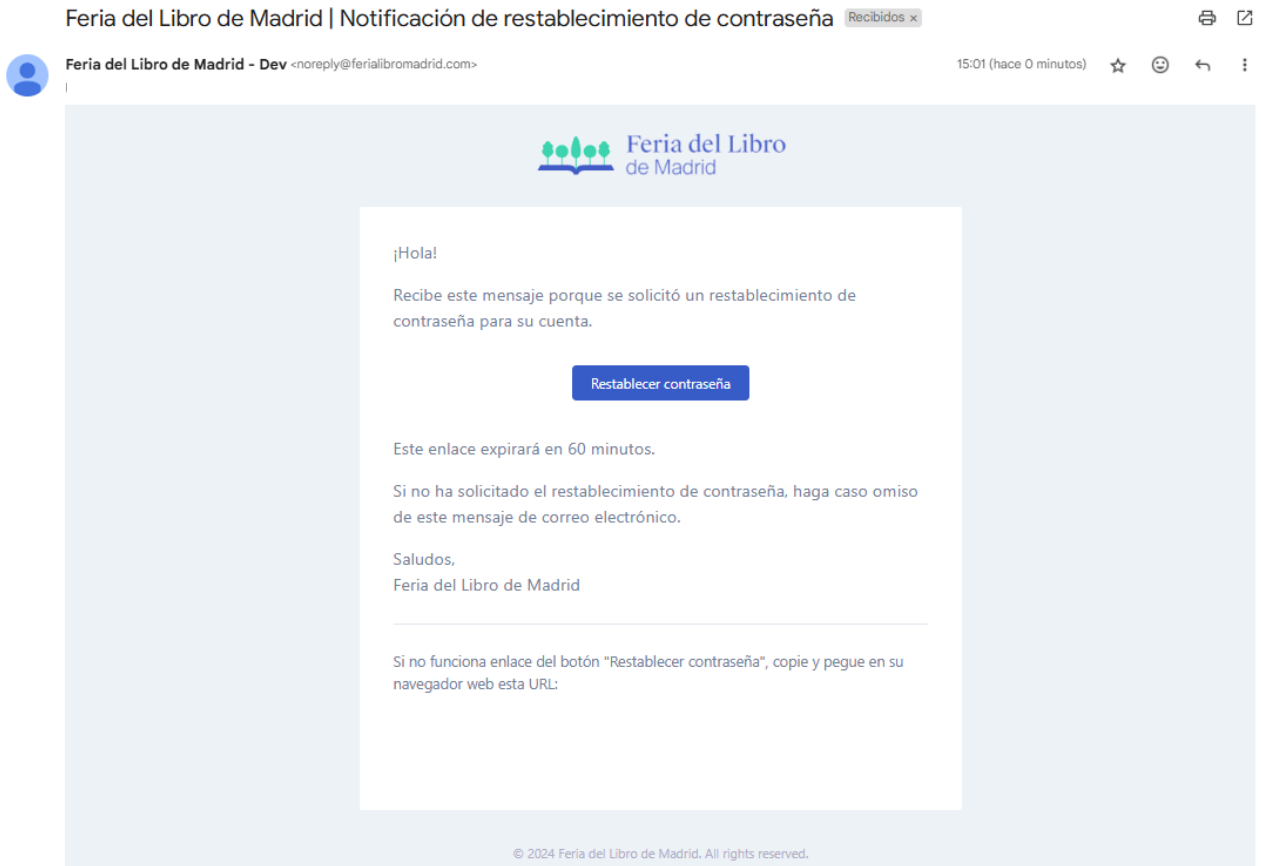 Feria del Libro de Madrid | Notificación de restablecimiento de contraseña Recibidos ×
Feria del Libro de Madrid - Dev <noreply@ferialibromadrid.com> 15:01 (hace 0 minutos)
Feria del Libro
de Madrid
¡Hola!
Recibe este mensaje porque se solicitó un restablecimiento de
contraseña para su cuenta.
Restablecer contraseña
Este enlace expirará en 60 minutos.
Si no ha solicitado el restablecimiento de contraseña, haga caso omiso
de este mensaje de correo electrónico.
Saludos,
Feria del Libro de Madrid
Si no funciona enlace del botón "Restablecer contraseña", copie y pegue en su
navegador web esta URL:
© 2024 Feria del Libro de Madrid. All rights reserved.